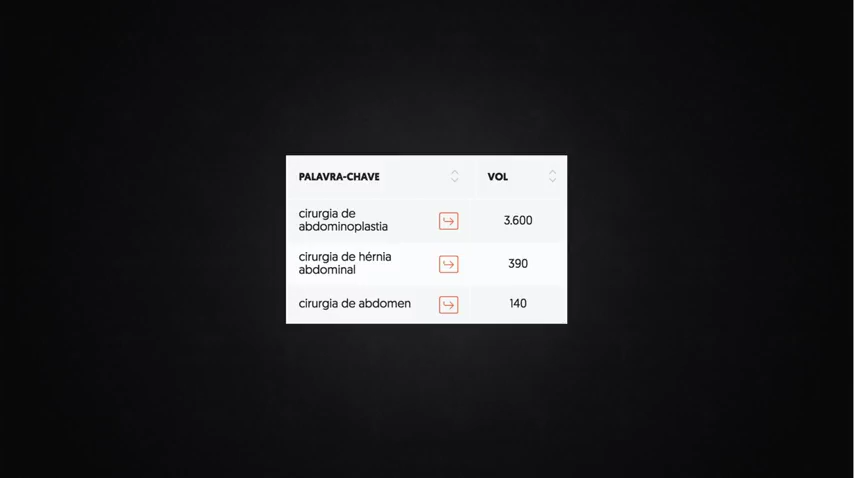 PALAVRA-CHAVE VOL
cirurgia de
abdominoplastia
3.600
cirurgia de hérnia
abdominal
390
cirurgia de abdomen 140